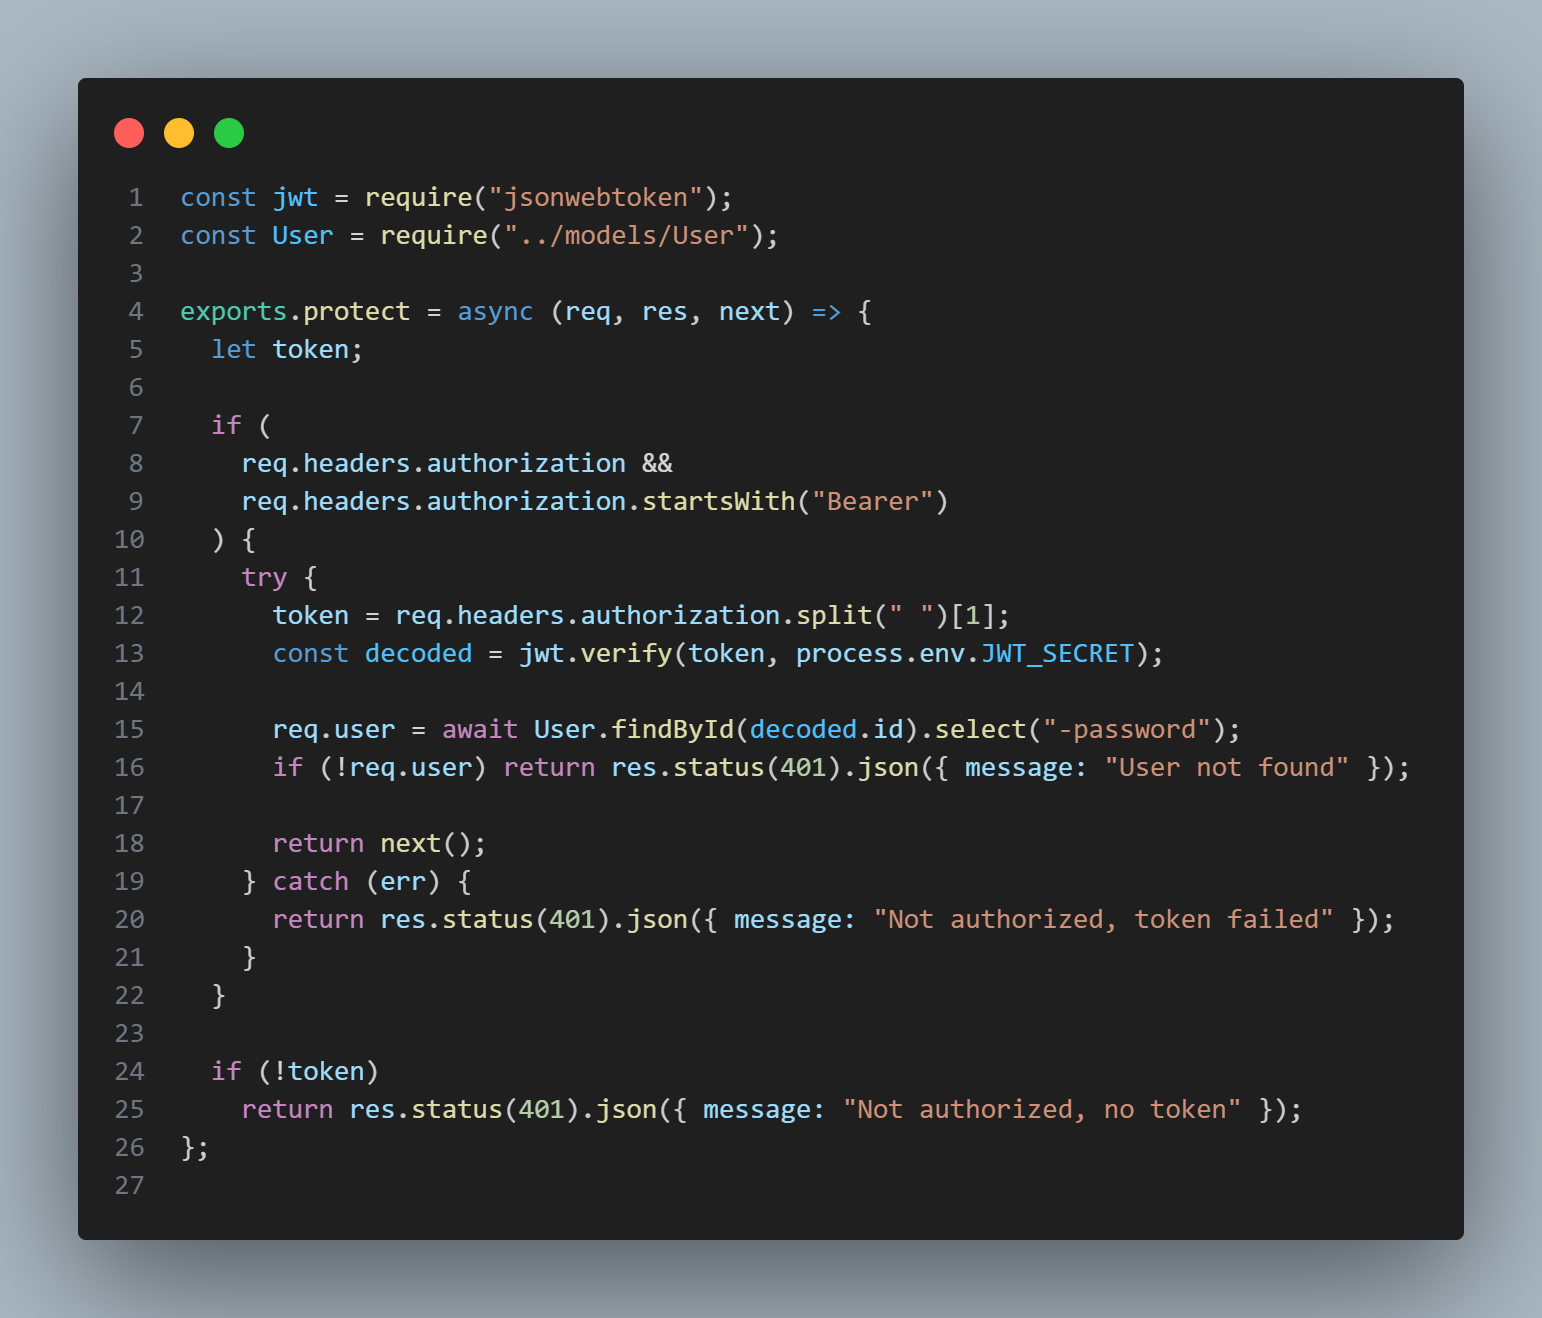 1 const jwt = require("jsonwebtoken");
2 const User = require("../models/User");
3
4 exports.protect = async (req, res, next) => {
5   let token;
6
7   if (
8     req.headers.authorization &&
9     req.headers.authorization.startsWith("Bearer")
10   ) {
11     try {
12       token = req.headers.authorization.split(" ")[1];
13       const decoded = jwt.verify(token, process.env.JWT_SECRET);
14
15       req.user = await User.findById(decoded.id).select("-password");
16       if (!req.user) return res.status(401).json({ message: "User not found" });
17
18       return next();
19     } catch (err) {
20       return res.status(401).json({ message: "Not authorized, token failed" });
21     }
22   }
23
24   if (!token)
25     return res.status(401).json({ message: "Not authorized, no token" });
26 };
27